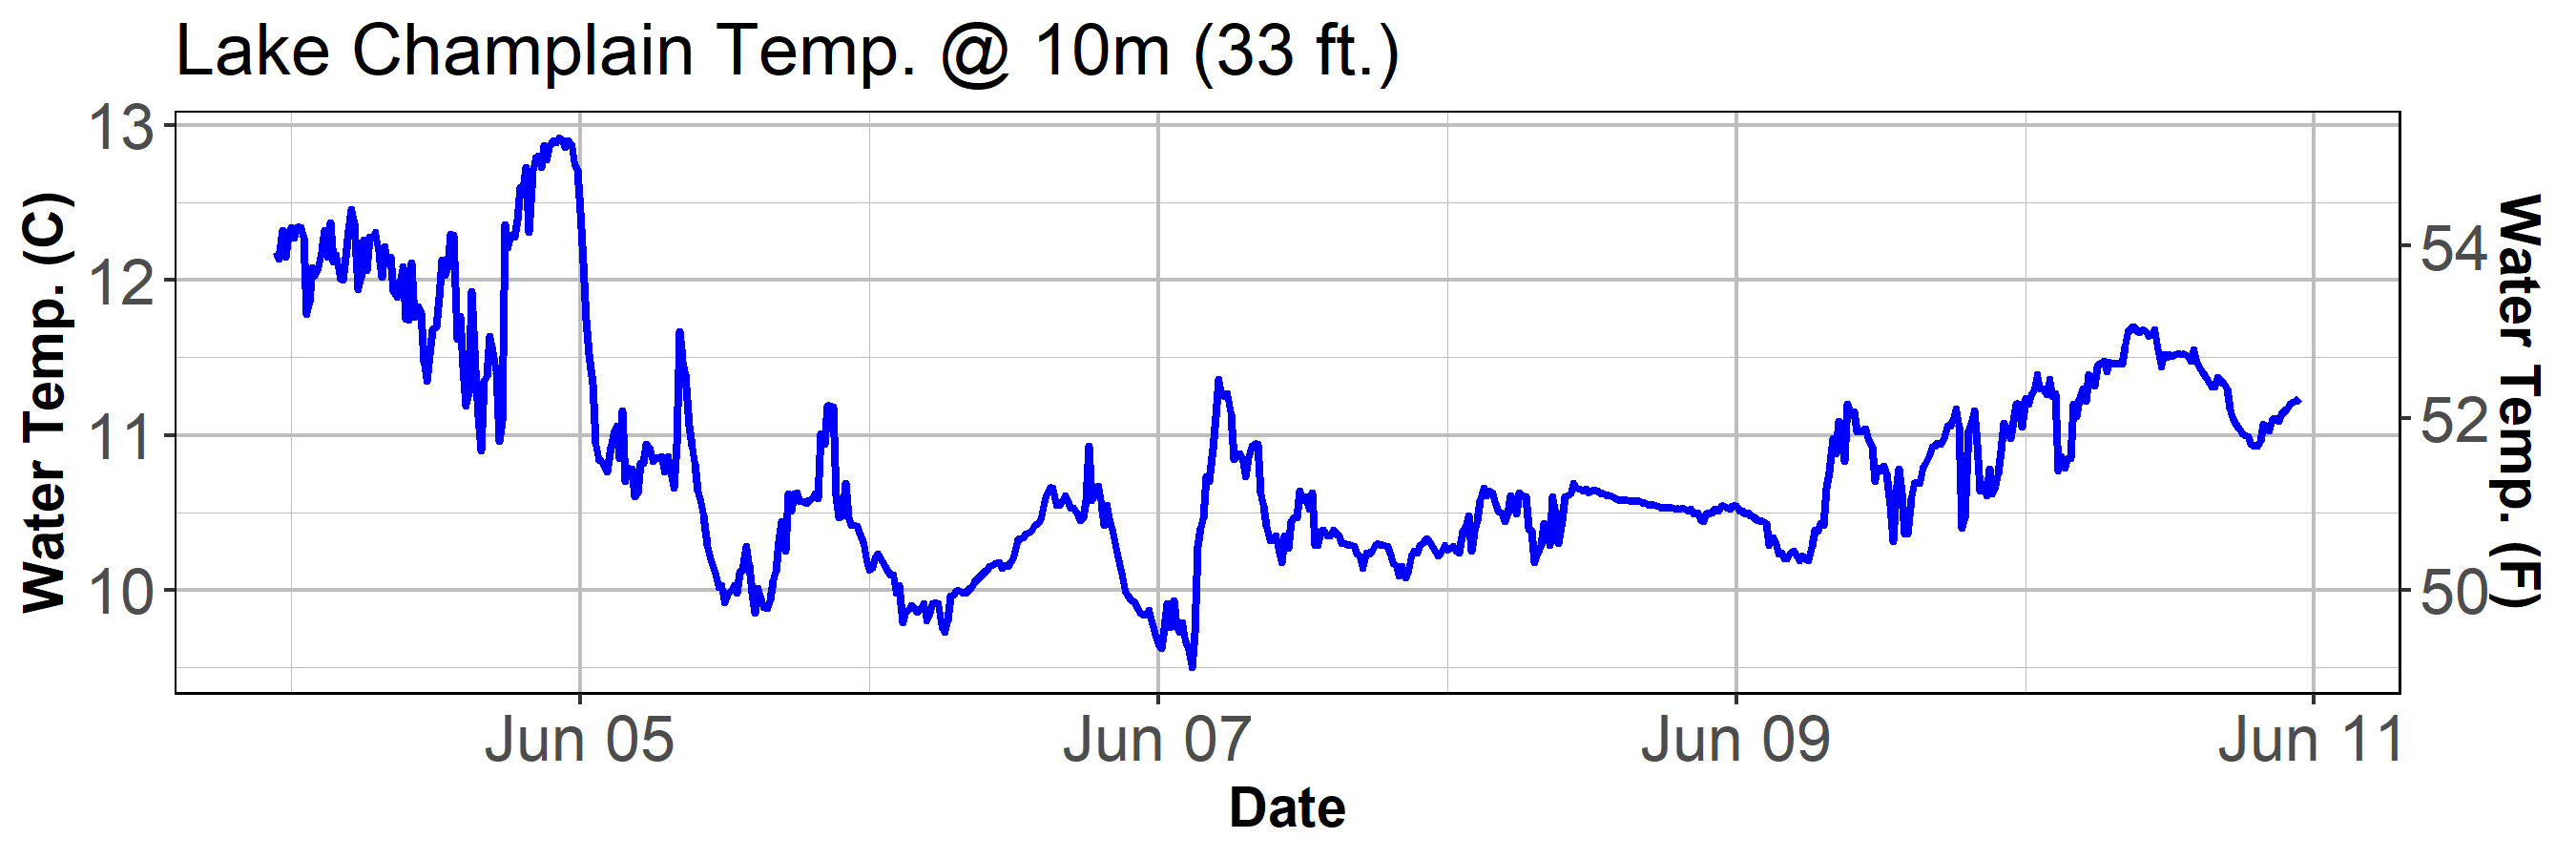 Lake Champlain Temp. @ 10m (33 ft.)
Water Temp. (C)
13
12
11
10
54
52
50
Water Temp. (F)
Jun 05
Jun 07
Jun 09
Jun 11
Date